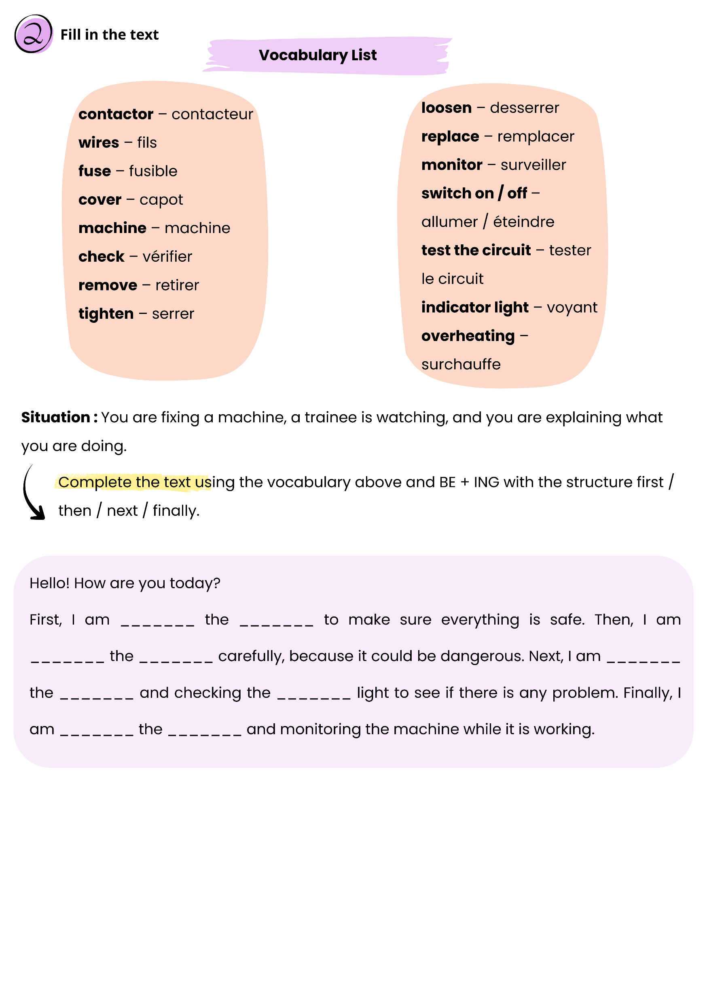 2 Fill in the text
Vocabulary List
contactor – contacteur
wires – fils
fuse – fusible
cover – capot
machine – machine
check – vérifier
remove – retirer
tighten – serrer
loosen – desserrer
replace – remplacer
monitor – surveiller
switch on / off –
allumer / éteindre
test the circuit – tester
le circuit
indicator light – voyant
overheating –
surchauffe
Situation : You are fixing a machine, a trainee is watching, and you are explaining what
you are doing.
Complete the text using the vocabulary above and BE + ING with the structure first /
then / next / finally.
Hello! How are you today?
First, I am _______ the _______ to make sure everything is safe. Then, I am
_______ the _______ carefully, because it could be dangerous. Next, I am _______
the _______ and checking the _______ light to see if there is any problem. Finally, I
am _______ the _______ and monitoring the machine while it is working.